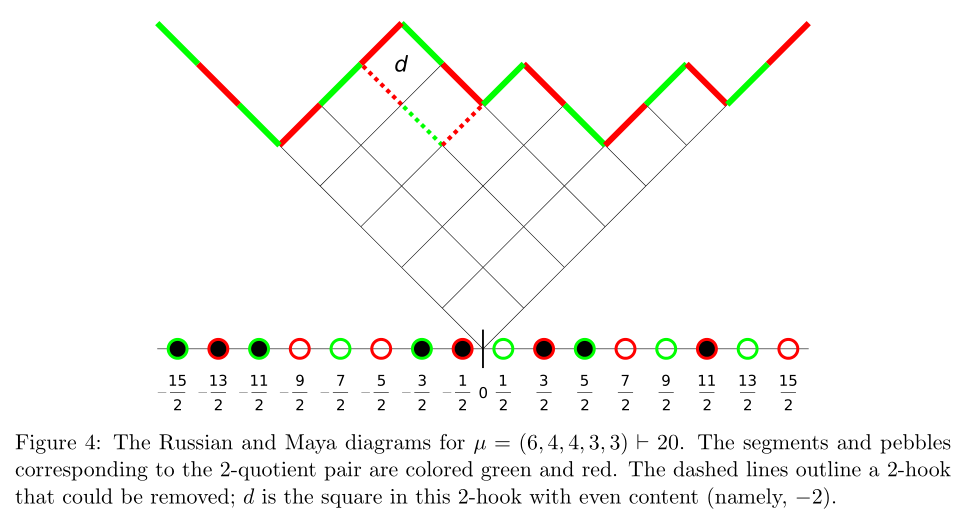 d
-15/2 -13/2 -11/2 -9/2 -7/2 -5/2 -3/2 -1/2 0 1/2 3/2 5/2 7/2 9/2 11/2 13/2 15/2
Figure 4: The Russian and Maya diagrams for μ = (6, 4, 4, 3, 3) ⊢ 20. The segments and pebbles
corresponding to the 2-quotient pair are colored green and red. The dashed lines outline a 2-hook
that could be removed; d is the square in this 2-hook with even content (namely, −2).